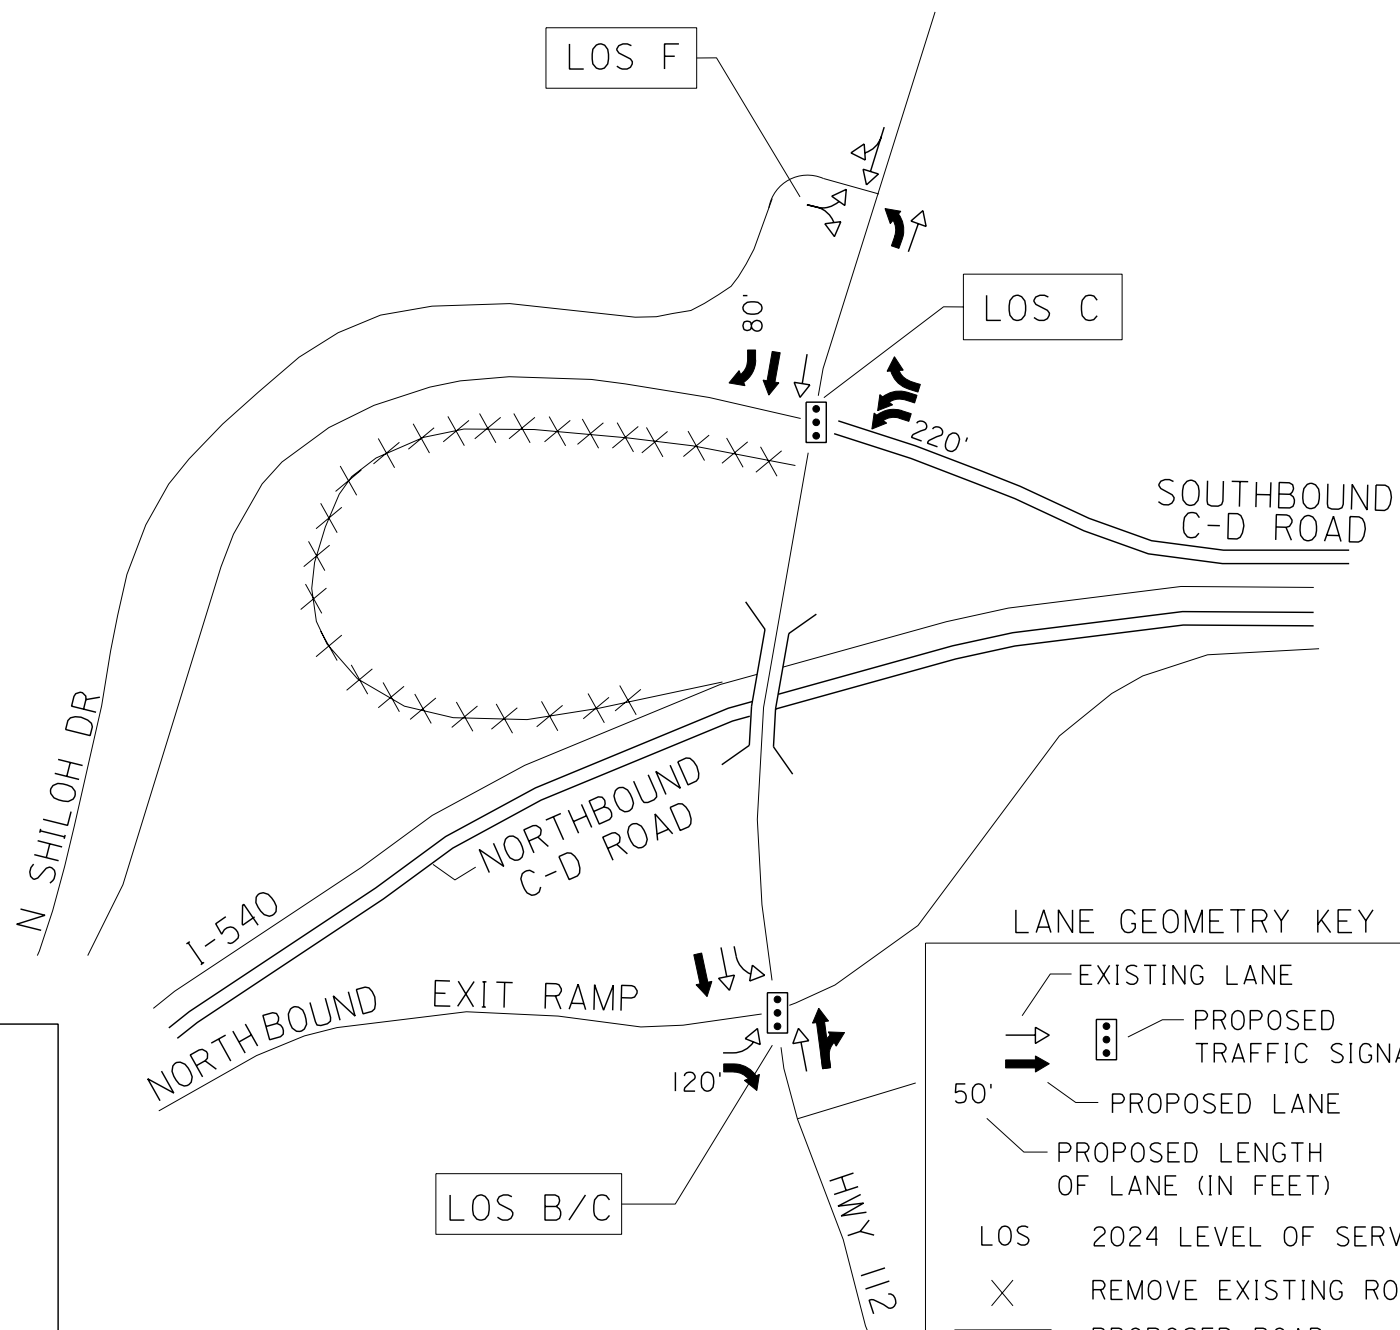 LOS F
LOS C
80'
220'
SOUTHBOUND
C-D ROAD
N SHILOH DR
NORTHBOUND
C-D ROAD
I-540
NORTHBOUND EXIT RAMP
120'
LOS B/C
HWY 112
LANE GEOMETRY KEY
EXISTING LANE
PROPOSED
TRAFFIC SIGNA
PROPOSED LANE
50'
PROPOSED LENGTH
OF LANE (IN FEET)
LOS 2024 LEVEL OF SERV
X REMOVE EXISTING RO